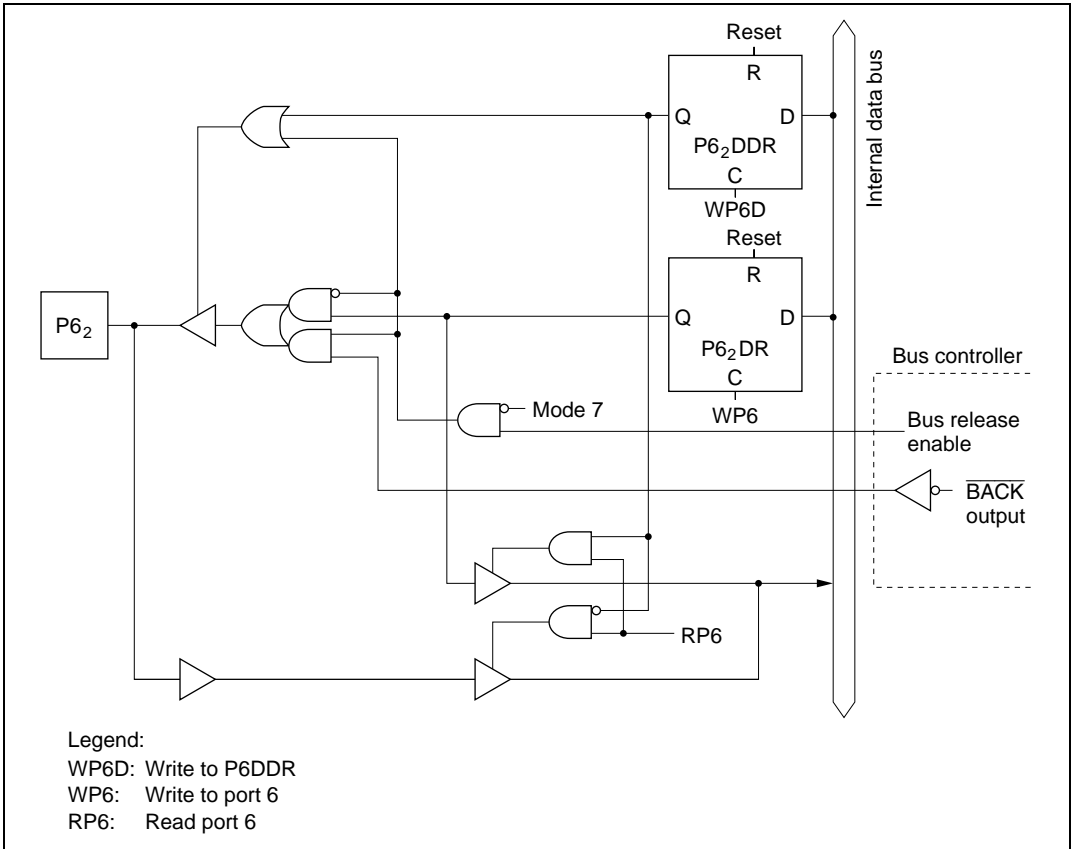 Reset
R
Q D
P6₂DDR
C
WP6D
Internal data bus
Reset
R
P6₂
Q D
P6₂DR
C
WP6
Bus controller
Mode 7
Bus release
enable
B̅A̅C̅K̅
output
RP6
Legend:
WP6D: Write to P6DDR
WP6: Write to port 6
RP6: Read port 6